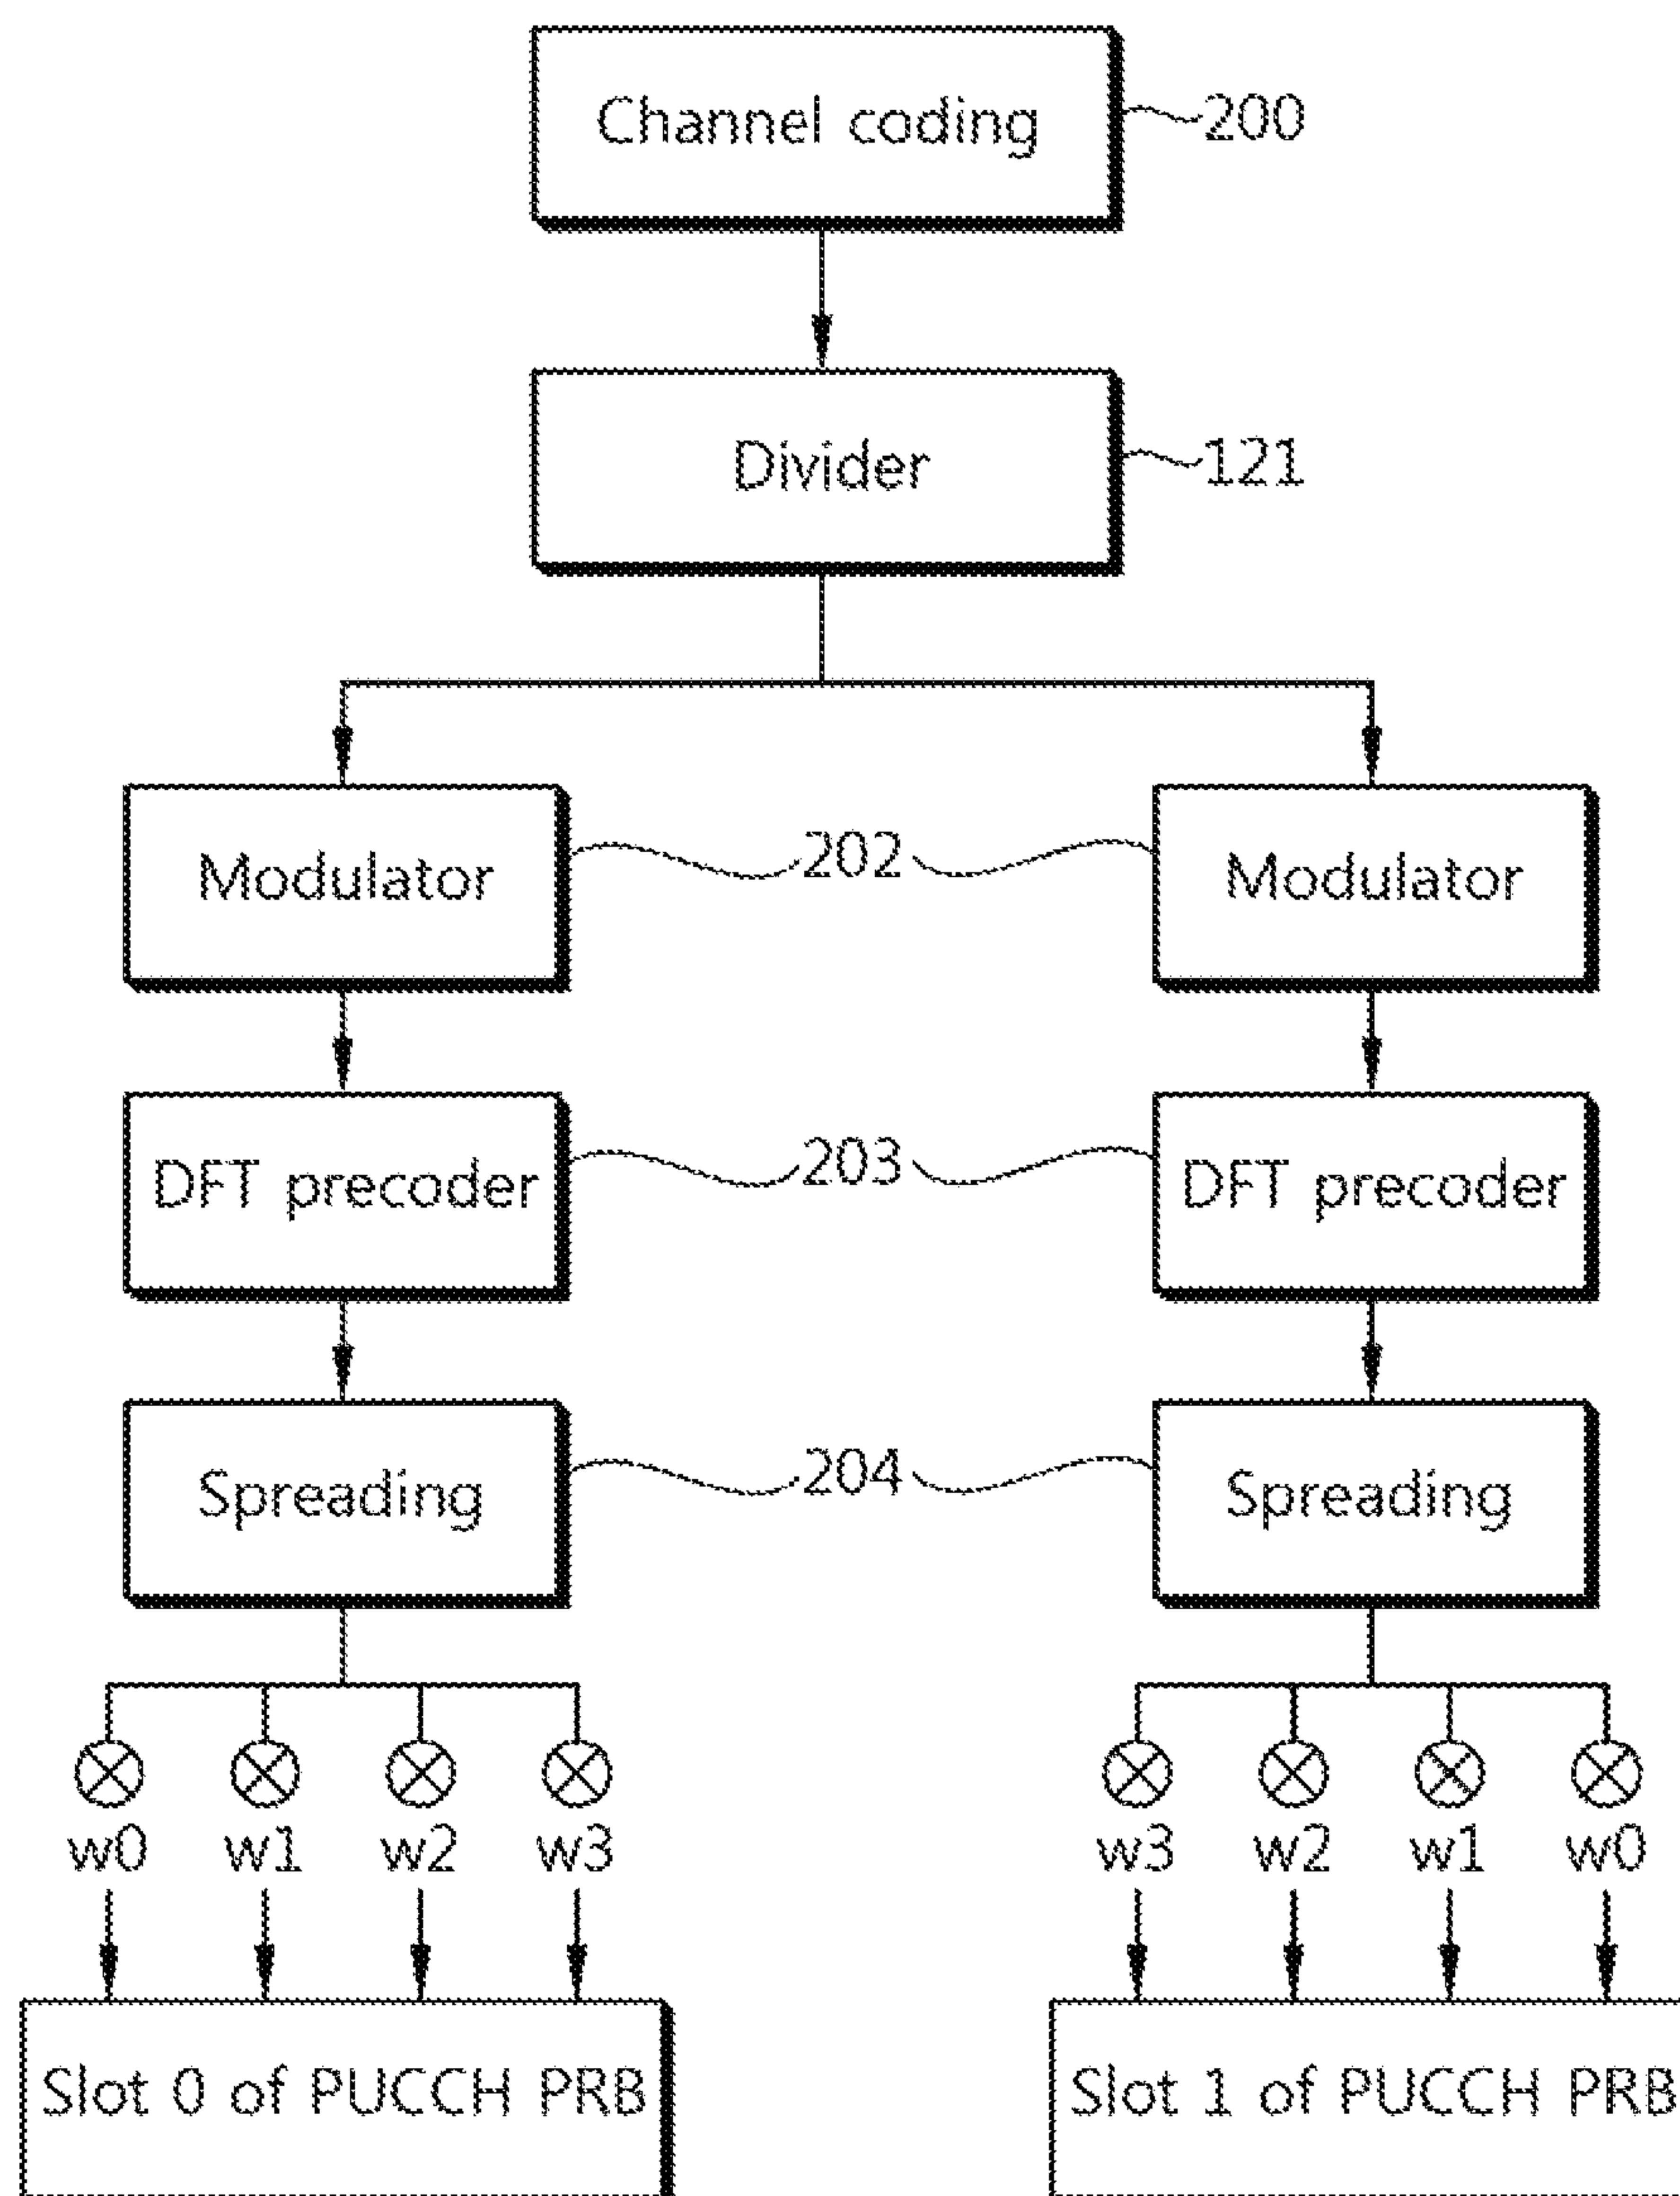 Channel coding 200
Divider 121
Modulator 202 Modulator
DFT precoder 203 DFT precoder
Spreading 204 Spreading
w0 w1 w2 w3 w3 w2 w1 w0
Slot 0 of PUCCH PRB Slot 1 of PUCCH PRB